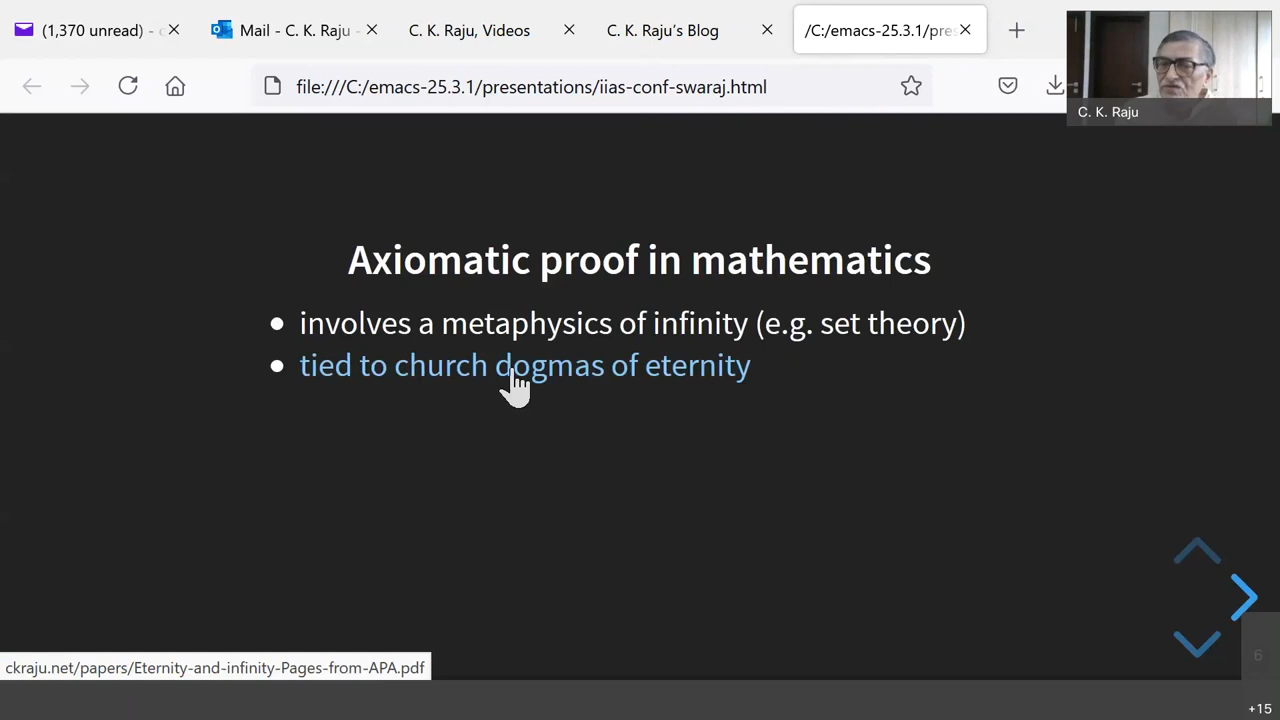 (1,370 unread) - c
Mail - C. K. Raju -
C. K. Raju, Videos
C. K. Raju's Blog
/C:/emacs-25.3.1/pres
file:///C:/emacs-25.3.1/presentations/iias-conf-swaraj.html
C. K. Raju
Axiomatic proof in mathematics
• involves a metaphysics of infinity (e.g. set theory)
• tied to church dogmas of eternity
6
ckraju.net/papers/Eternity-and-infinity-Pages-from-APA.pdf
+15